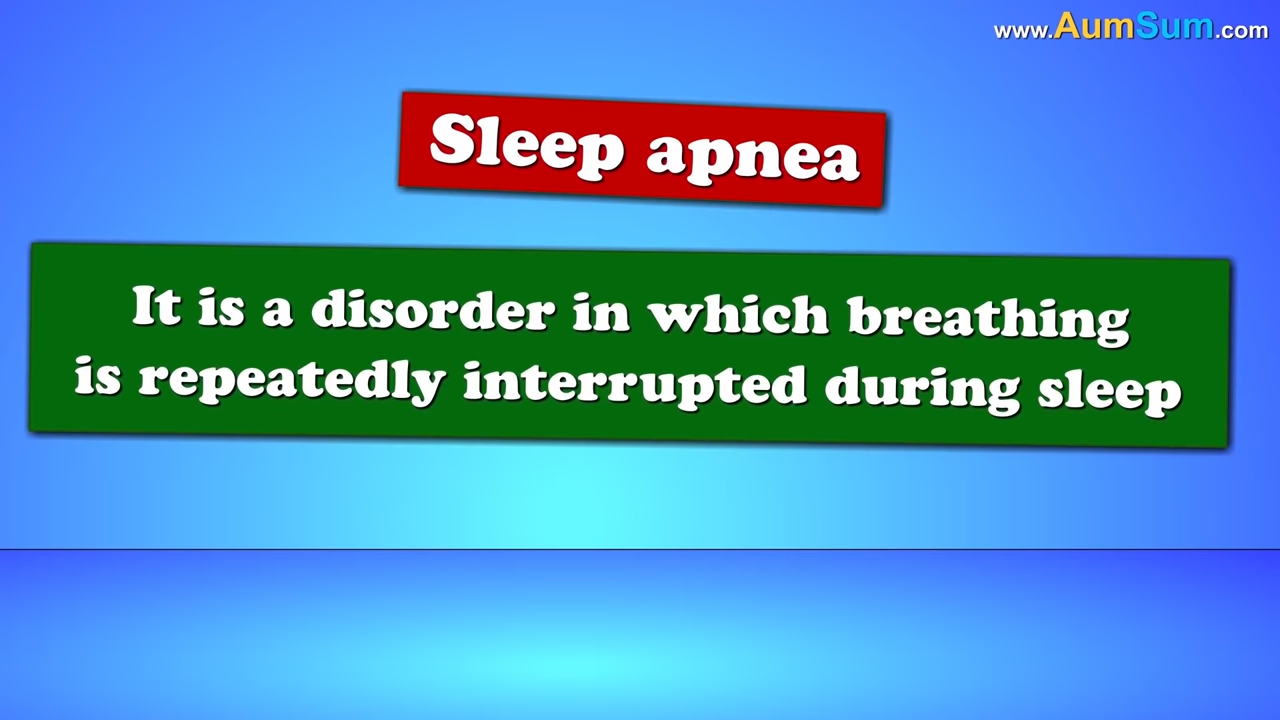 www.AumSum.com
Sleep apnea
It is a disorder in which breathing
is repeatedly interrupted during sleep